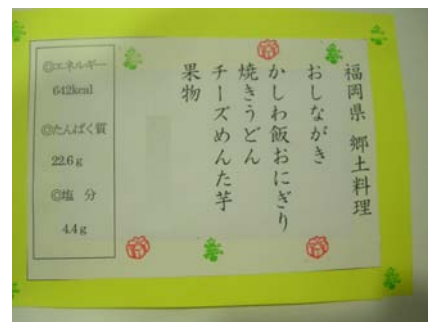 福岡県 郷土料理
おしながき
かしわ飯おにぎり
焼きうどん
チーズめんた芋
果物
◎エネルギー
642kcal
◎たんぱく質
22.6g
◎塩 分
4.4g